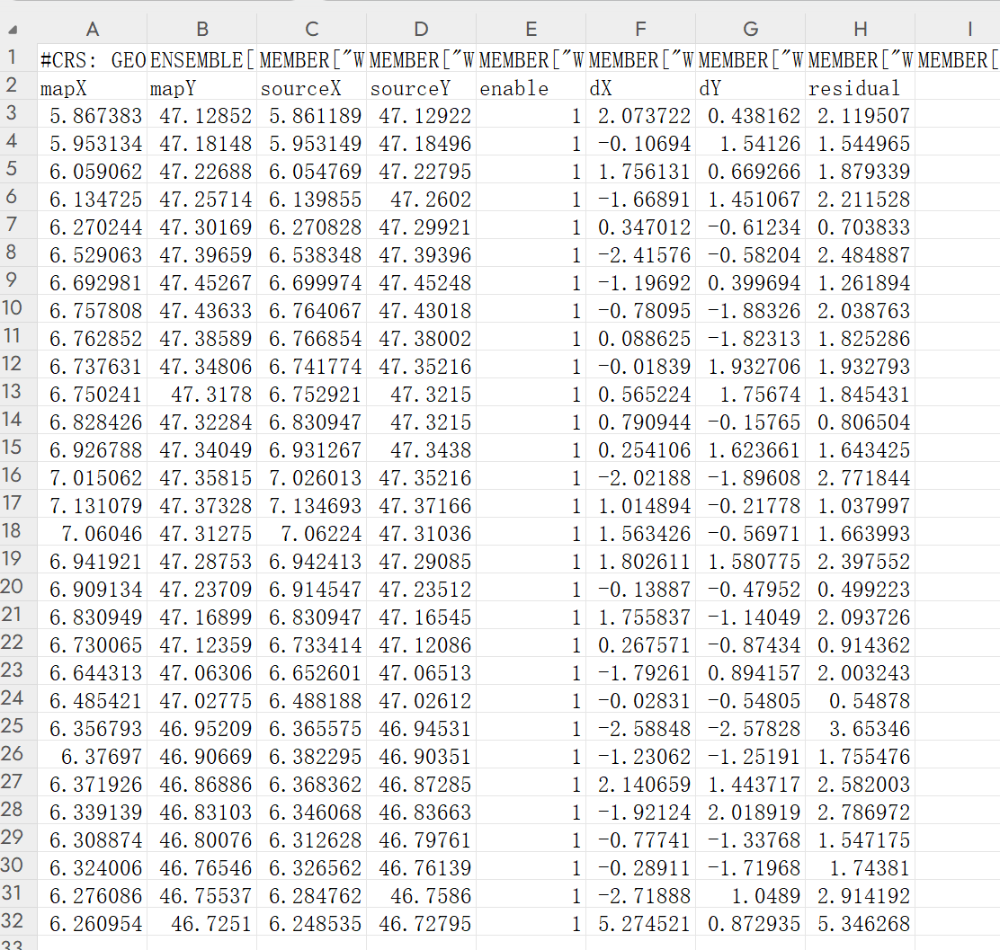 A B C D E F G H I
1 #CRS: GEO ENSEMBLE[ MEMBER["W MEMBER["W MEMBER["W MEMBER["W MEMBER["W MEMBER["W MEMBER[
2 mapX mapY sourceX sourceY enable dX dY residual
3 5.867383 47.12852 5.861189 47.12922 1 2.073722 0.438162 2.119507
4 5.953134 47.18148 5.953149 47.18496 1 -0.10694 1.54126 1.544965
5 6.059062 47.22688 6.054769 47.22795 1 1.756131 0.669266 1.879339
6 6.134725 47.25714 6.139855 47.2602 1 -1.66891 1.451067 2.211528
7 6.270244 47.30169 6.270828 47.29921 1 0.347012 -0.61234 0.703833
8 6.529063 47.39659 6.538348 47.39396 1 -2.41576 -0.58204 2.484887
9 6.692981 47.45267 6.699974 47.45248 1 -1.19692 0.399694 1.261894
10 6.757808 47.43633 6.764067 47.43018 1 -0.78095 -1.88326 2.038763
11 6.762852 47.38589 6.766854 47.38002 1 0.088625 -1.82313 1.825286
12 6.737631 47.34806 6.741774 47.35216 1 -0.01839 1.932706 1.932793
13 6.750241 47.3178 6.752921 47.3215 1 0.565224 1.75674 1.845431
14 6.828426 47.32284 6.830947 47.3215 1 0.790944 -0.15765 0.806504
15 6.926788 47.34049 6.931267 47.3438 1 0.254106 1.623661 1.643425
16 7.015062 47.35815 7.026013 47.35216 1 -2.02188 -1.89608 2.771844
17 7.131079 47.37328 7.134693 47.37166 1 1.014894 -0.21778 1.037997
18 7.06046 47.31275 7.06224 47.31036 1 1.563426 -0.56971 1.663993
19 6.941921 47.28753 6.942413 47.29085 1 1.802611 1.580775 2.397552
20 6.909134 47.23709 6.914547 47.23512 1 -0.13887 -0.47952 0.499223
21 6.830949 47.16899 6.830947 47.16545 1 1.755837 -1.14049 2.093726
22 6.730065 47.12359 6.733414 47.12086 1 0.267571 -0.87434 0.914362
23 6.644313 47.06306 6.652601 47.06513 1 -1.79261 0.894157 2.003243
24 6.485421 47.02775 6.488188 47.02612 1 -0.02831 -0.54805 0.54878
25 6.356793 46.95209 6.365575 46.94531 1 -2.58848 -2.57828 3.65346
26 6.37697 46.90669 6.382295 46.90351 1 -1.23062 -1.25191 1.755476
27 6.371926 46.86886 6.368362 46.87285 1 2.140659 1.443717 2.582003
28 6.339139 46.83103 6.346068 46.83663 1 -1.92124 2.018919 2.786972
29 6.308874 46.80076 6.312628 46.79761 1 -0.77741 -1.33768 1.547175
30 6.324006 46.76546 6.326562 46.76139 1 -0.28911 -1.71968 1.74381
31 6.276086 46.75537 6.284762 46.7586 1 -2.71888 1.0489 2.914192
32 6.260954 46.7251 6.248535 46.72795 1 5.274521 0.872935 5.346268
33